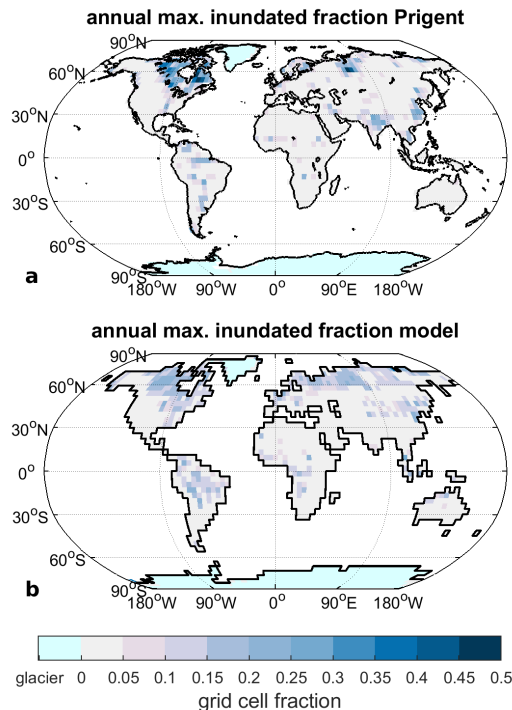 annual max. inundated fraction Prigent
90°N
60°N
30°N
0°
30°S
60°S
90°S
a
180°W 90°W 0° 90°E 180°W
annual max. inundated fraction model
90°N
60°N
30°N
0°
30°S
60°S
90°S
b
180°W 90°W 0° 90°E 180°W
glacier 0 0.05 0.1 0.15 0.2 0.25 0.3 0.35 0.4 0.45 0.5
grid cell fraction